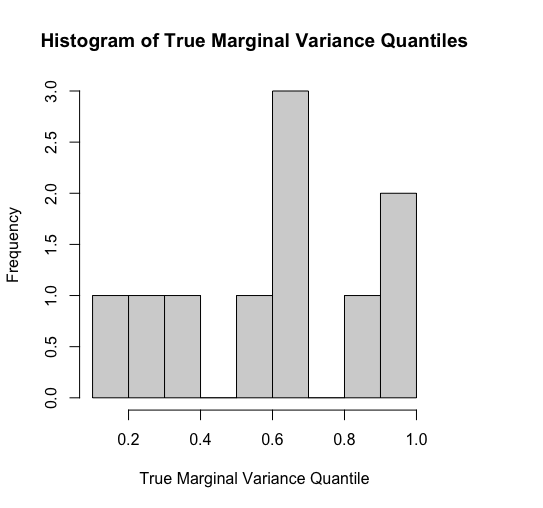 Histogram of True Marginal Variance Quantiles
3.0
2.5
2.0
1.5
1.0
0.5
0.0
Frequency
0.2 0.4 0.6 0.8 1.0
True Marginal Variance Quantile